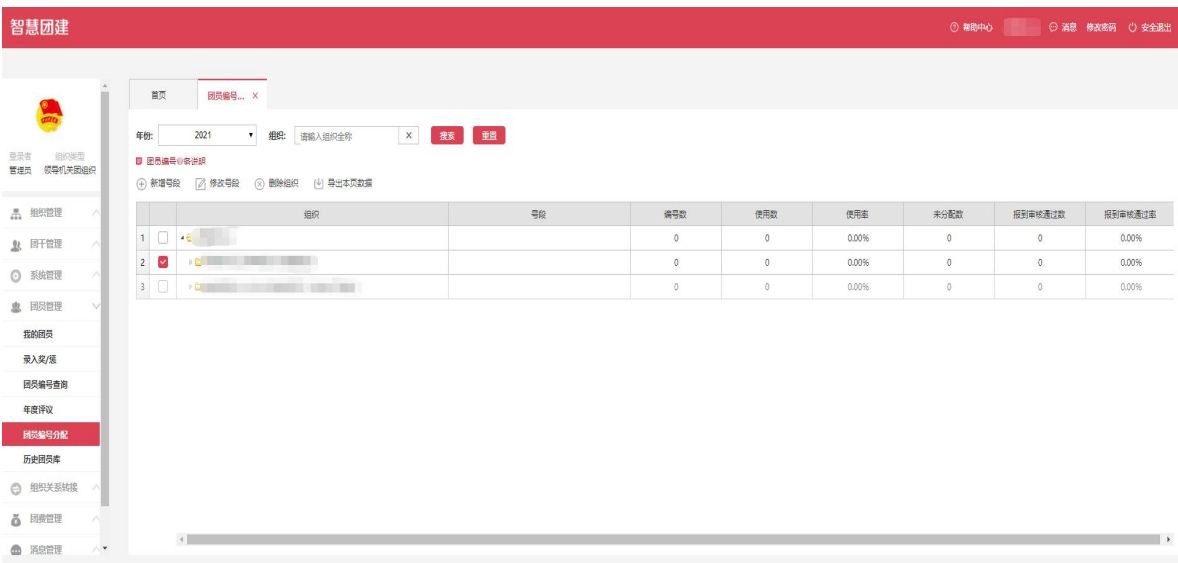 智慧团建
帮助中心 消息 修改密码 安全退出
首页 团员编号... X
年份: 2021 组织: 请输入组织全称 X 搜索 重置
登录者 组织类型
管理员 领导机关团组织
团员编号业务说明
新增号段 修改号段 删除组织 导出本页数据
组织 号段 编号数 使用数 使用率 未分配数 报到审核通过数 报到审核通过率
1 0 0 0.00% 0 0 0.00%
2 0 0 0.00% 0 0 0.00%
3 0 0 0.00% 0 0 0.00%
组织管理
团干管理
系统管理
团员管理
我的团员
录入奖/惩
团员编号查询
年度评议
团员编号分配
历史团员库
组织关系转接
团费管理
消息管理